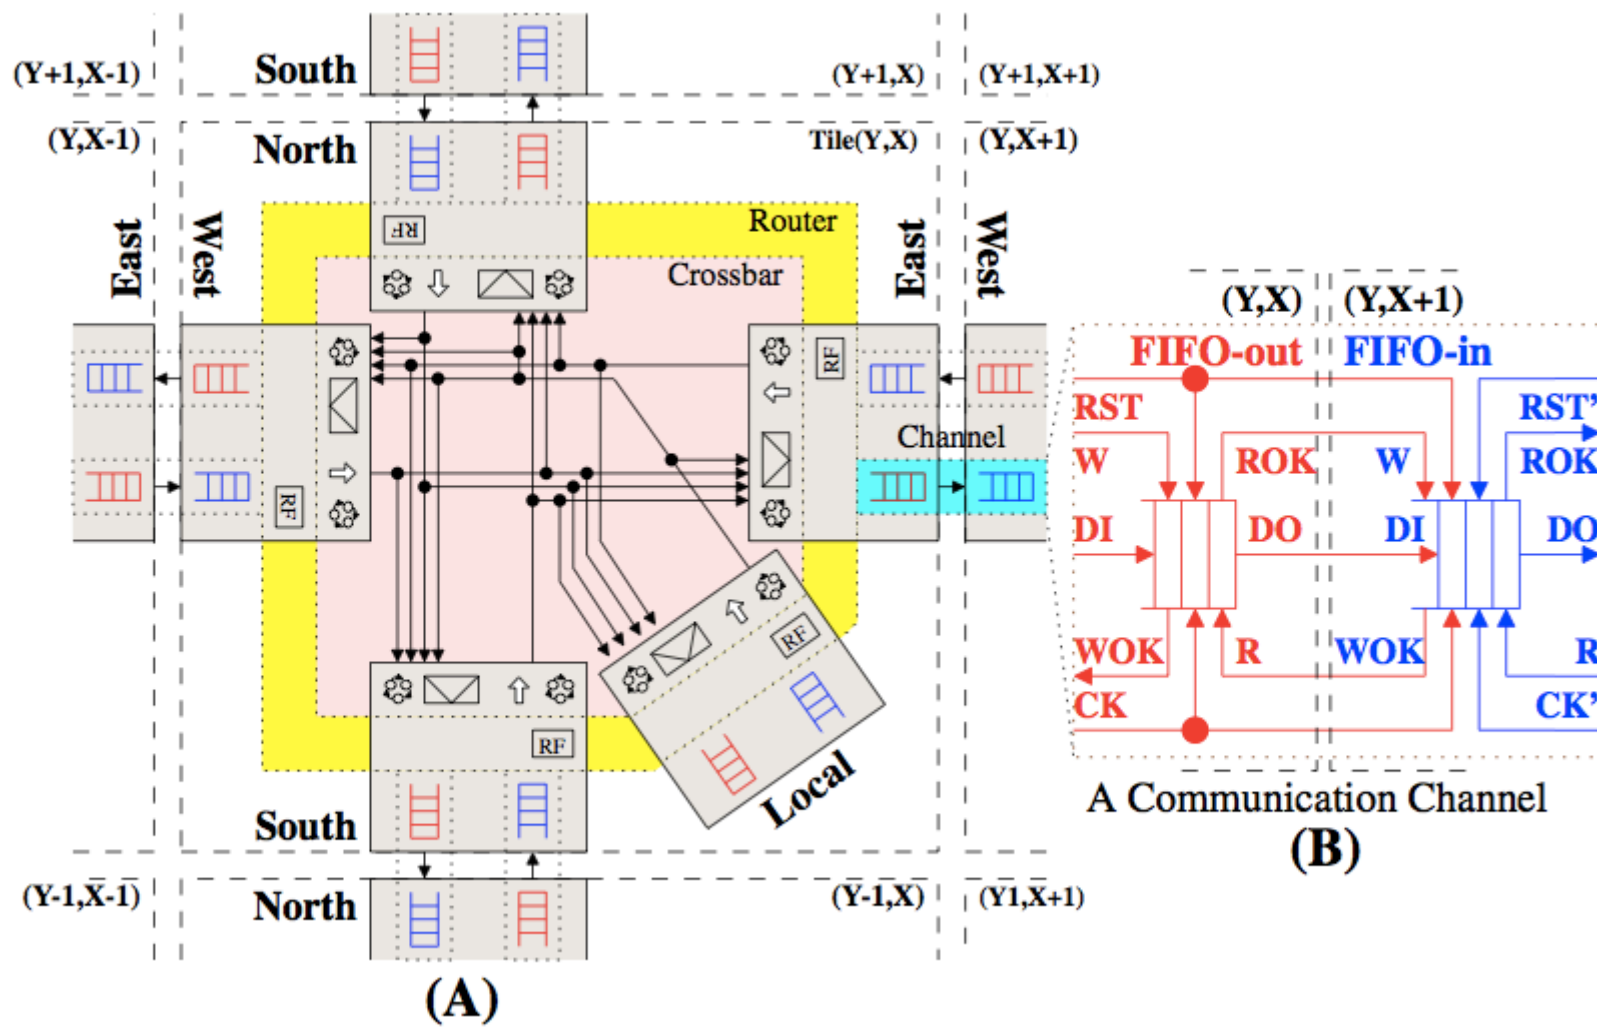 (Y+1,X-1)
South
(Y+1,X)
(Y+1,X+1)
(Y,X-1)
North
Tile(Y,X)
(Y,X+1)
Router
RF
Crossbar
East
West
East
West
RF
Channel
RF
RF
RF
Local
South
(Y-1,X-1)
North
(Y-1,X)
(Y1,X+1)
(A)
(Y,X)
(Y,X+1)
FIFO-out
FIFO-in
RST
RST'
W
ROK
W
ROK
DI
DO
DI
DO
WOK
R
WOK
R
CK
CK'
A Communication Channel
(B)